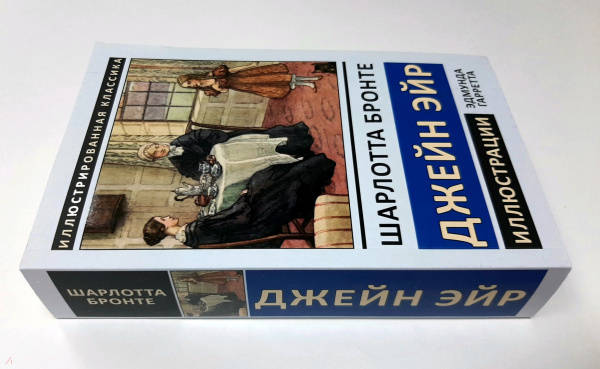 ИЛЛЮСТРИРОВАННАЯ КЛАССИКА
ШАРЛОТТА БРОНТЕ
ДЖЕЙН ЭЙР
ИЛЛЮСТРАЦИИ
ЭДМУНДА
ГАРРЕТТА
ШАРЛОТТА
БРОНТЕ
ДЖЕЙН ЭЙР